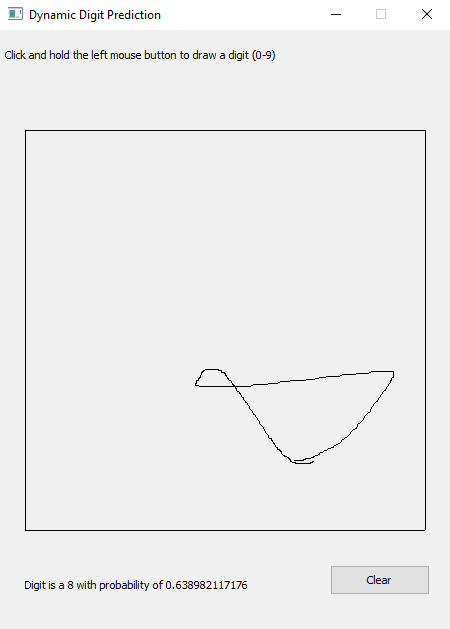 Dynamic Digit Prediction
Click and hold the left mouse button to draw a digit (0-9)
Digit is a 8 with probability of 0.638982117176
Clear